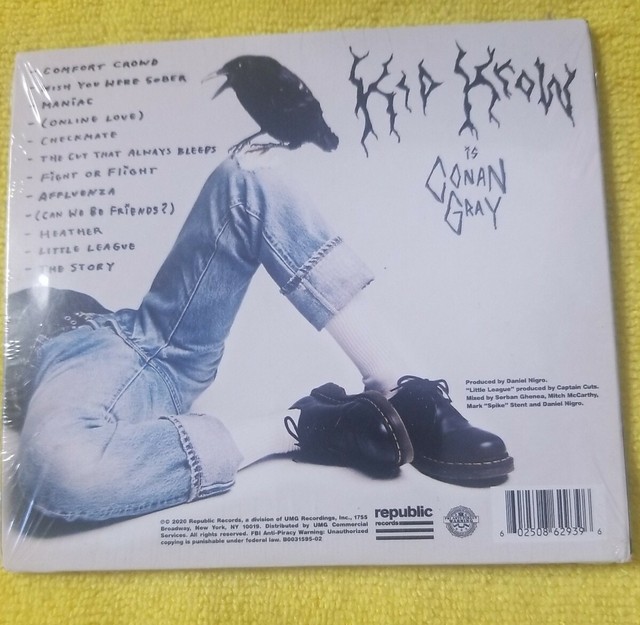 - COMFORT CROWD
- WISH YOU WERE SOBER
MANIAC
- (ONLINE LOVE)
- CHECKMATE
- THE CUT THAT ALWAYS BLEEDS
- FIGHT OR FLIGHT
- AFFLUENZA
- (CAN WE BE FRIENDS?)
- HEATHER
- LITTLE LEAGUE
- THE STORY
KID KROW
IS
CONAN
GRAY
Produced by Daniel Nigro.
"Little League" produced by Captain Cuts.
Mixed by Serban Ghenea, Mitch McCarthy,
Mark "Spike" Stent and Daniel Nigro.
℗© 2020 Republic Records, a division of UMG Recordings, Inc., 1755
Broadway, New York, NY 10019. Distributed by UMG Commercial
Services. All rights reserved. FBI Anti-Piracy Warning: Unauthorized
copying is punishable under federal law. B0031595-02
republic
records
6 02508 62939 6